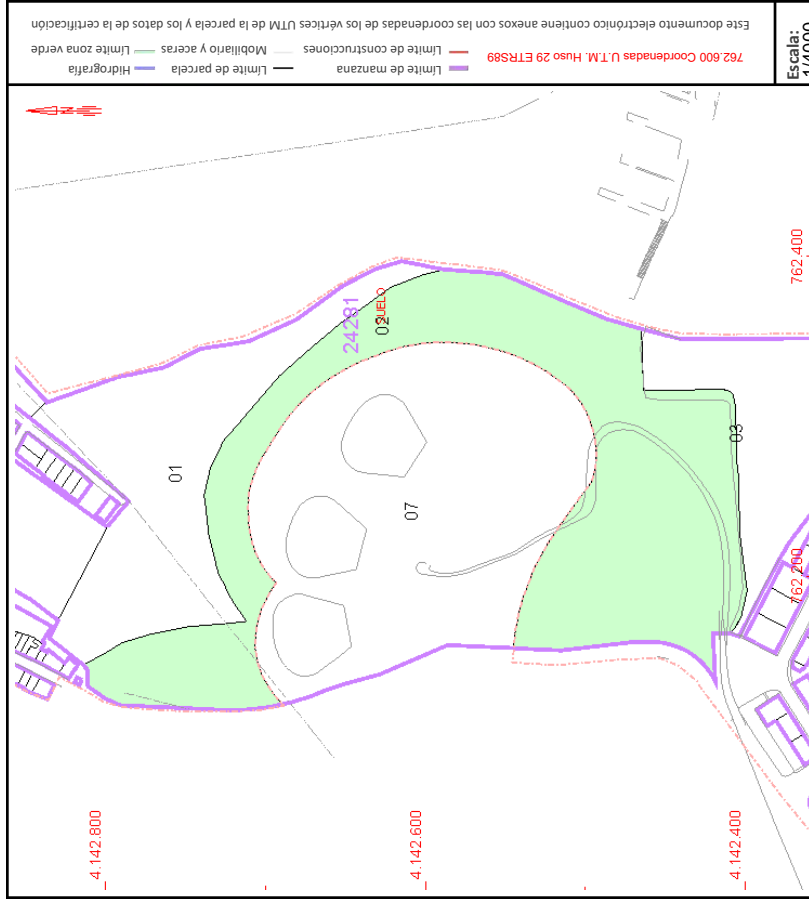 Este documento electrónico contiene anexos con las coordenadas de los vértices UTM de la parcela y los datos de la certificación
762.600 Coordenadas U.T.M. Huso 29 ETRS89
Límite de manzana
Límite de parcela
Hidrografía
Límite de construcciones
Mobiliario y aceras
Límite zona verde
Escala:
1/4000
N
762.400
24281
02
SUELO
01
07
03
762.200
4.142.800
4.142.600
4.142.400